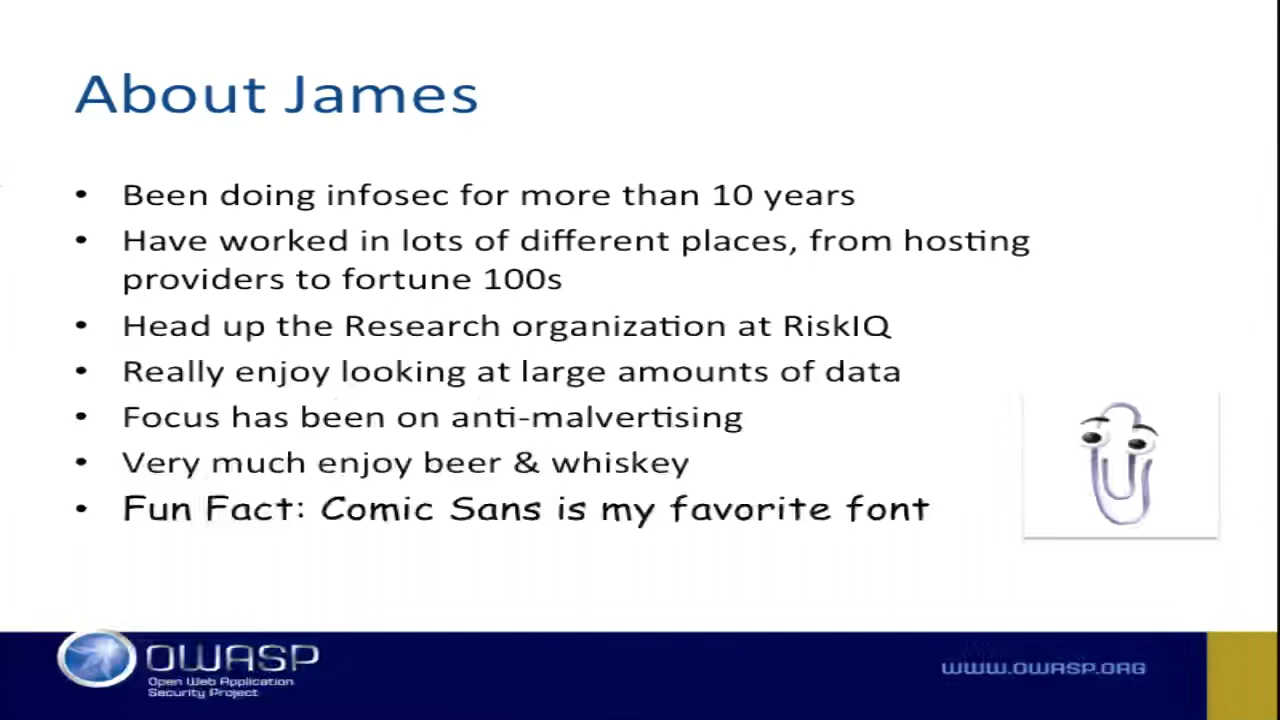 About James
• Been doing infosec for more than 10 years
• Have worked in lots of different places, from hosting
providers to fortune 100s
• Head up the Research organization at RiskIQ
• Really enjoy looking at large amounts of data
• Focus has been on anti-malvertising
• Very much enjoy beer & whiskey
• Fun Fact: Comic Sans is my favorite font
OWASP
Open Web Application
Security Project
WWW.OWASP.ORG